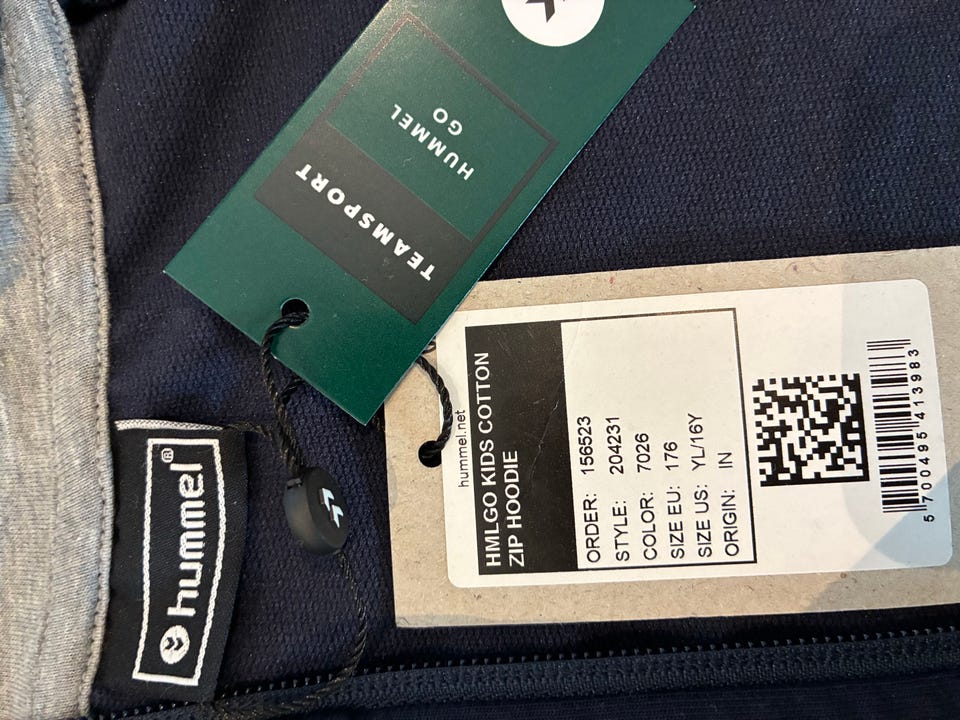 HUMMEL
GO
TEAMSPORT
hummel®
hummel.net
HMLGO KIDS COTTON
ZIP HOODIE
ORDER: 156523
STYLE: 204231
COLOR: 7026
SIZE EU: 176
SIZE US: YL/16Y
ORIGIN: IN
5 700495 413983